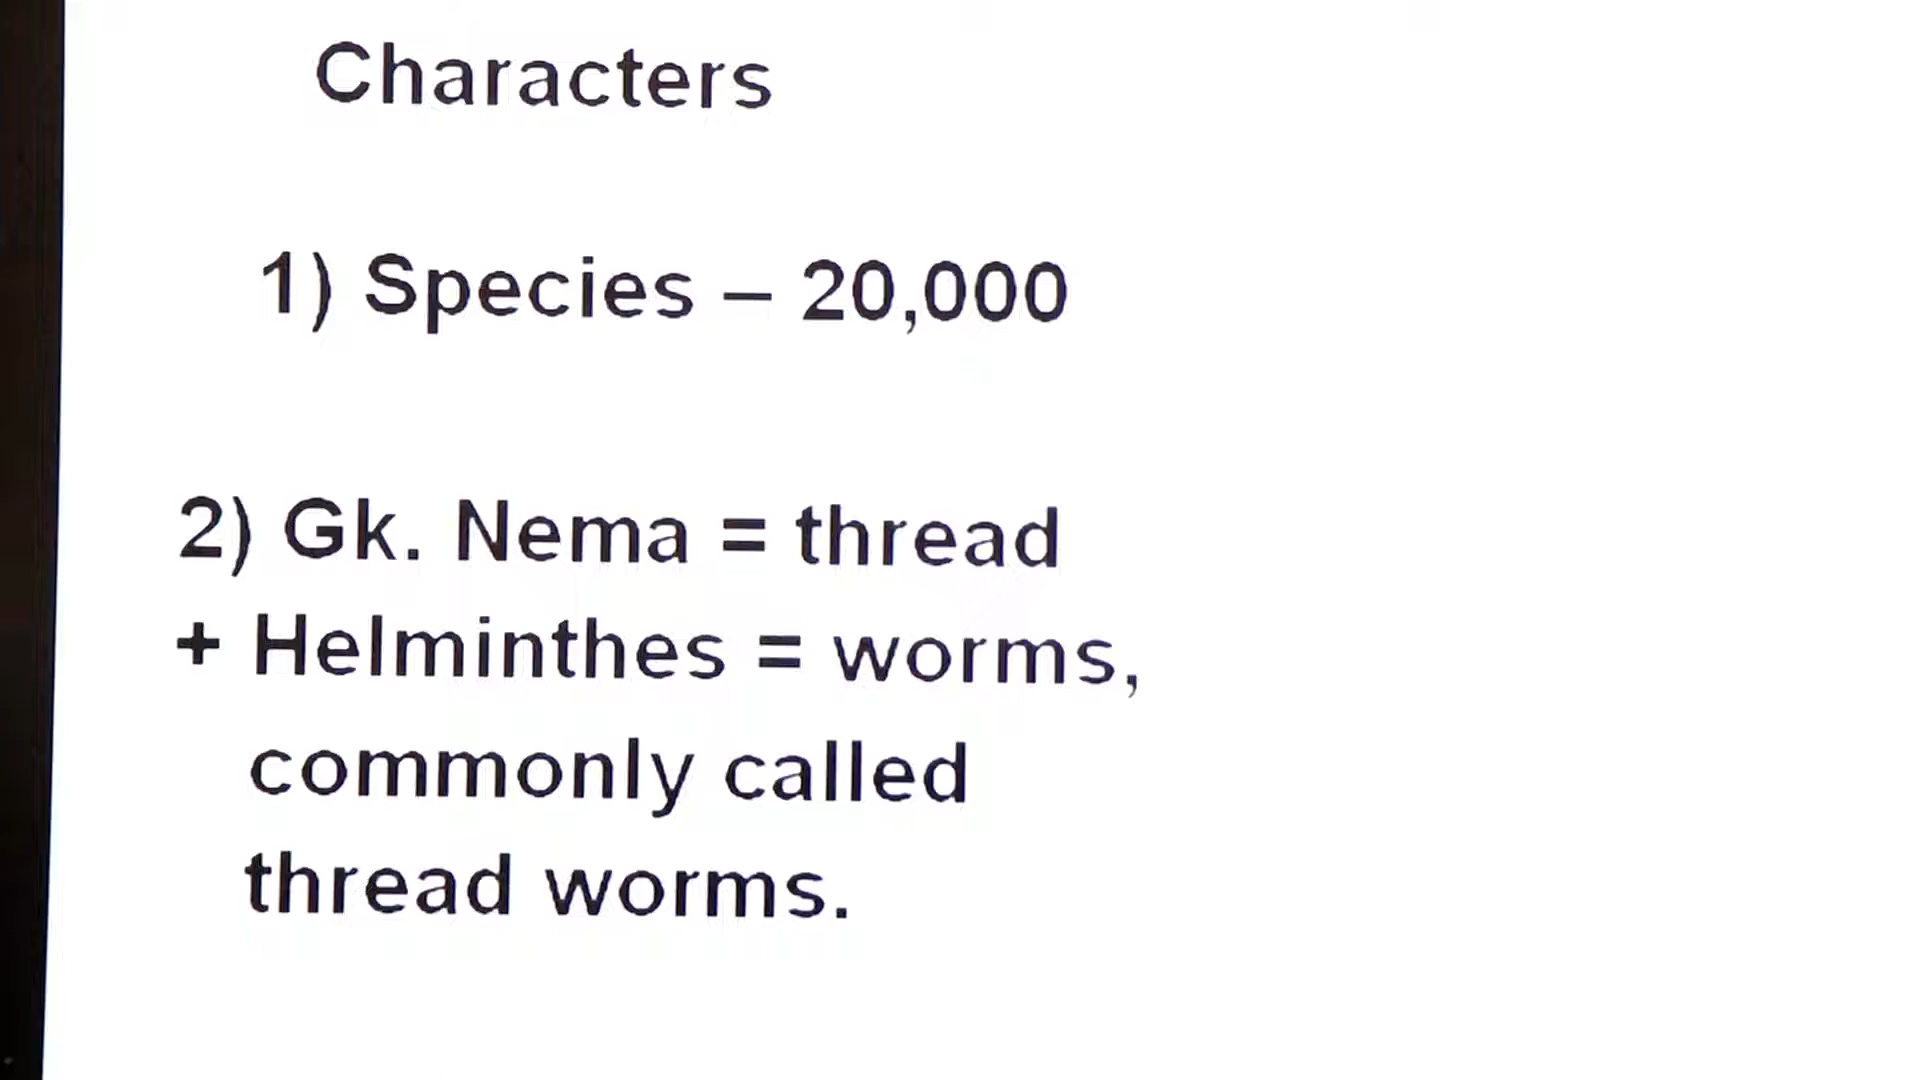 Characters
1) Species – 20,000
2) Gk. Nema = thread
+ Helminthes = worms,
commonly called
thread worms.